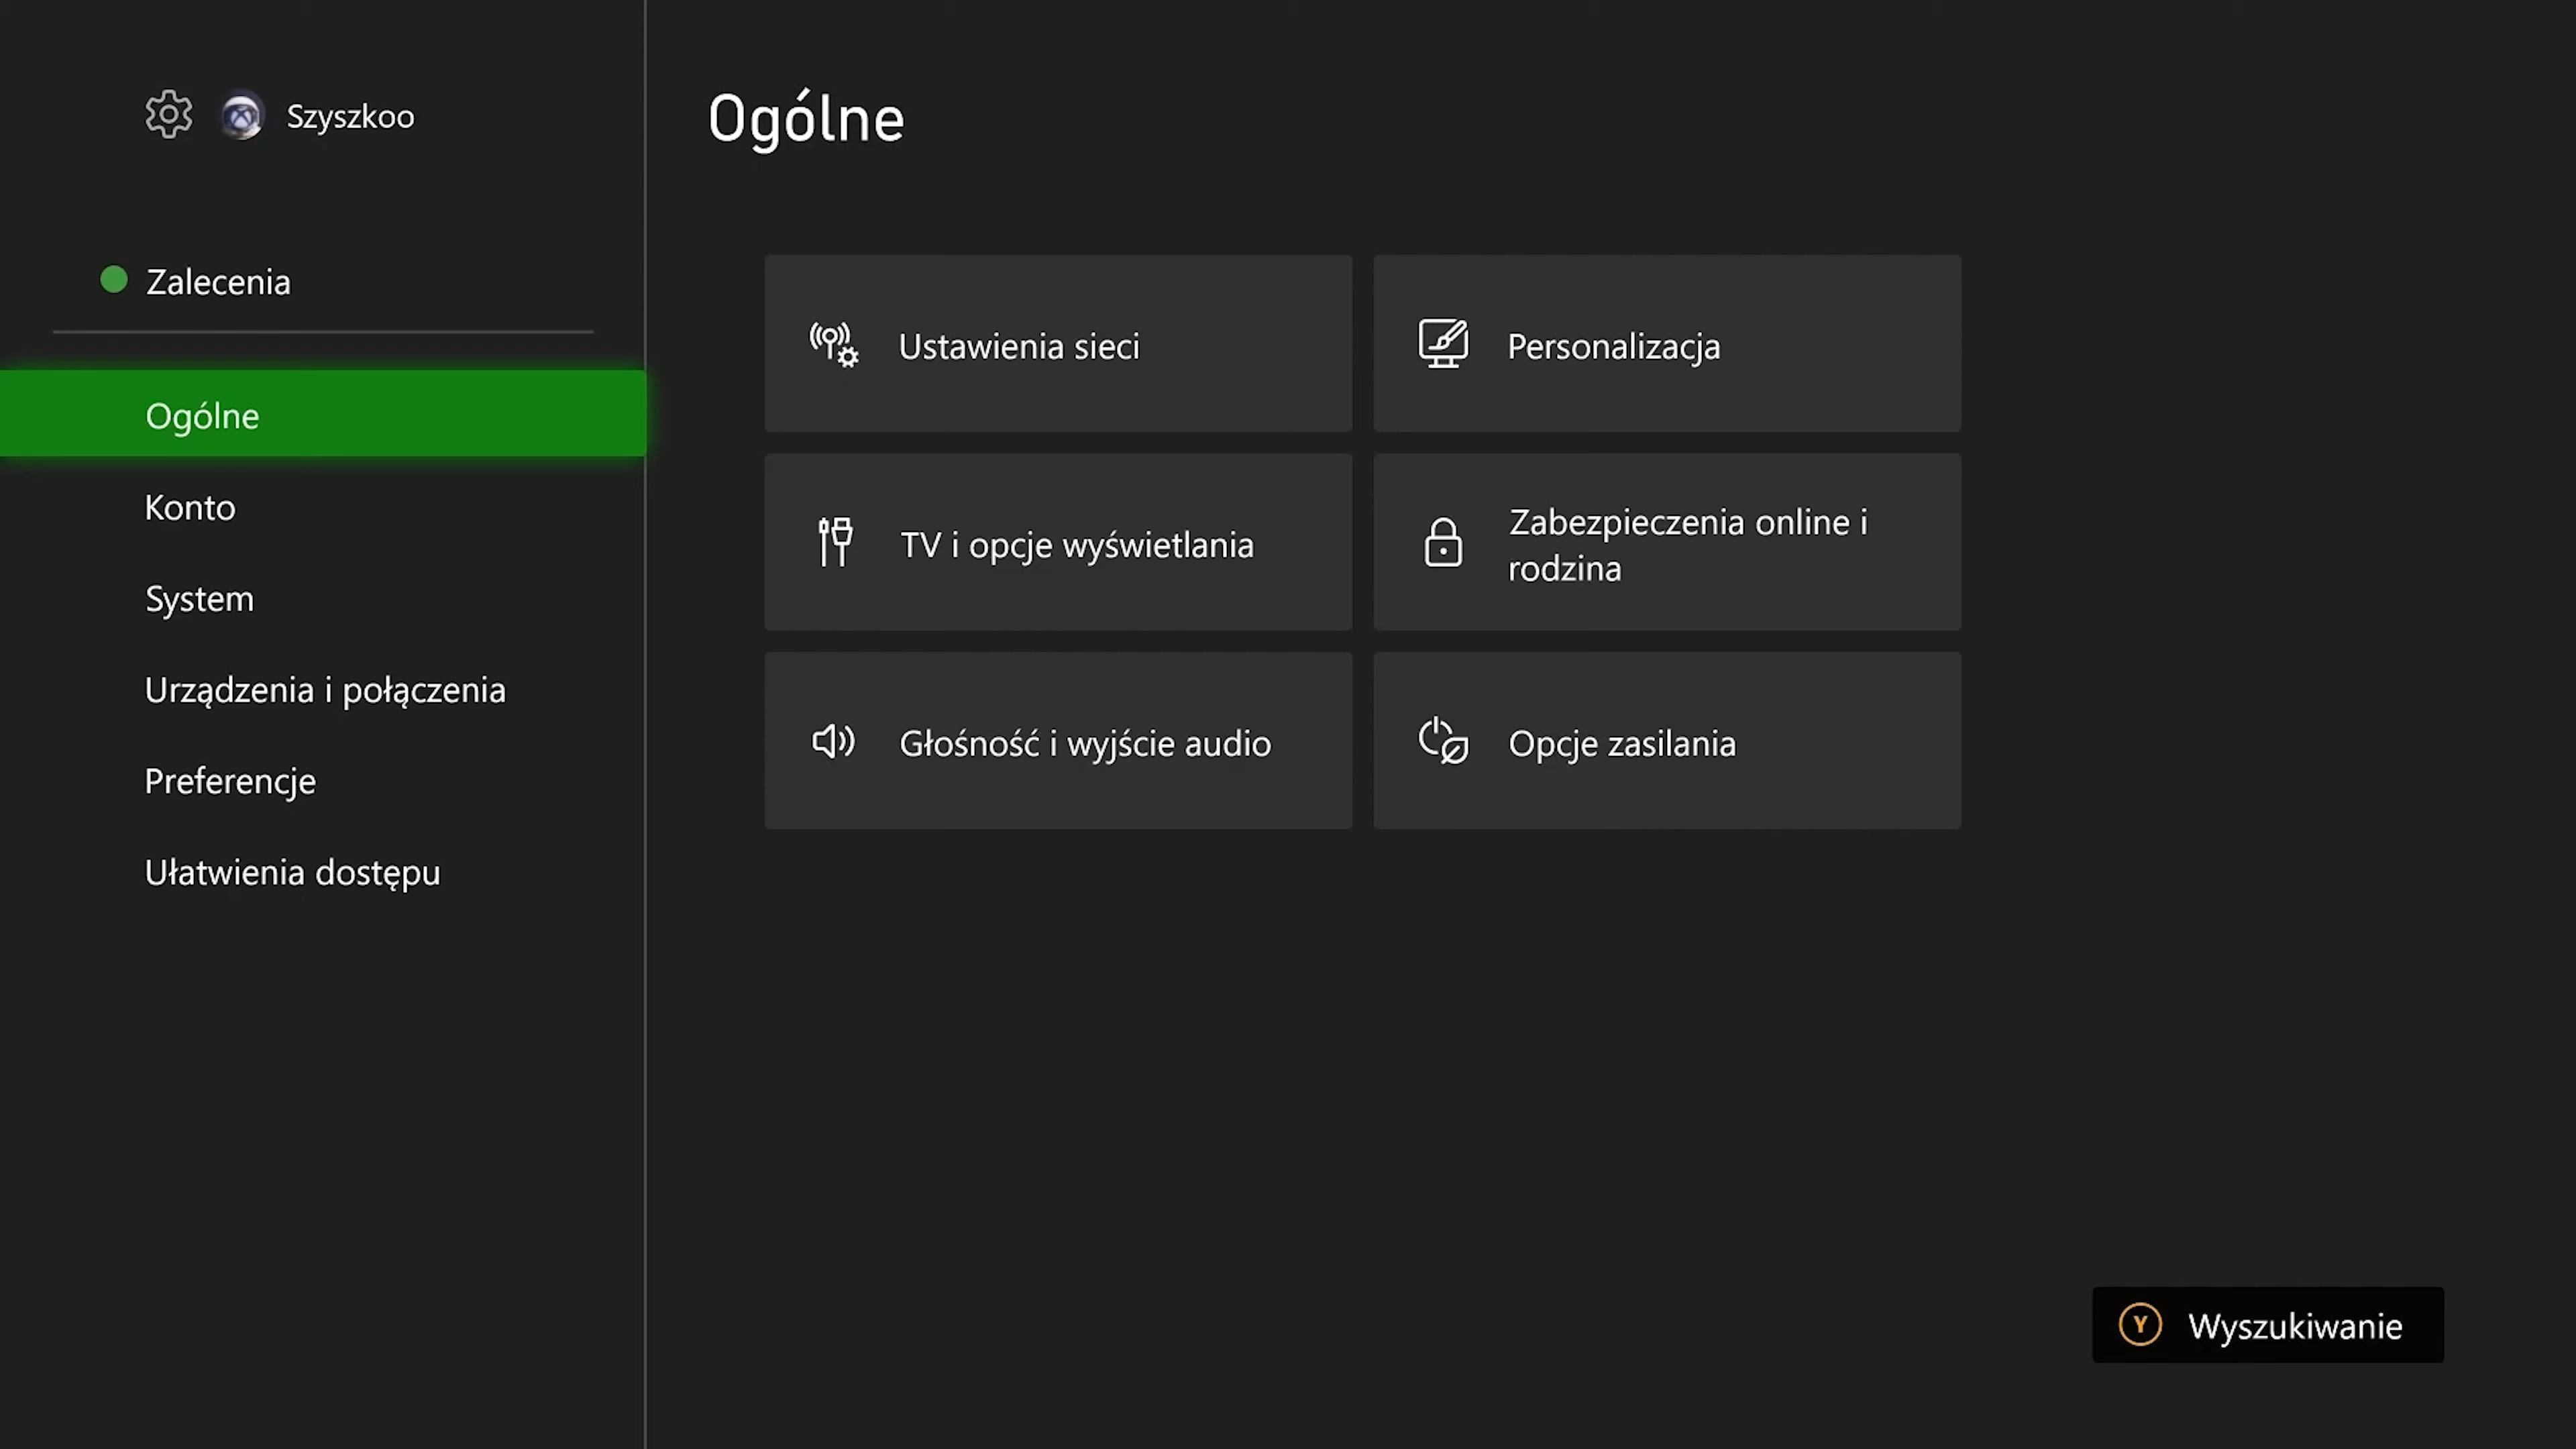 Szyszkoo
Zalecenia
Ogólne
Konto
System
Urządzenia i połączenia
Preferencje
Ułatwienia dostępu
Ogólne
Ustawienia sieci
Personalizacja
TV i opcje wyświetlania
Zabezpieczenia online i
rodzina
Głośność i wyjście audio
Opcje zasilania
Y Wyszukiwanie